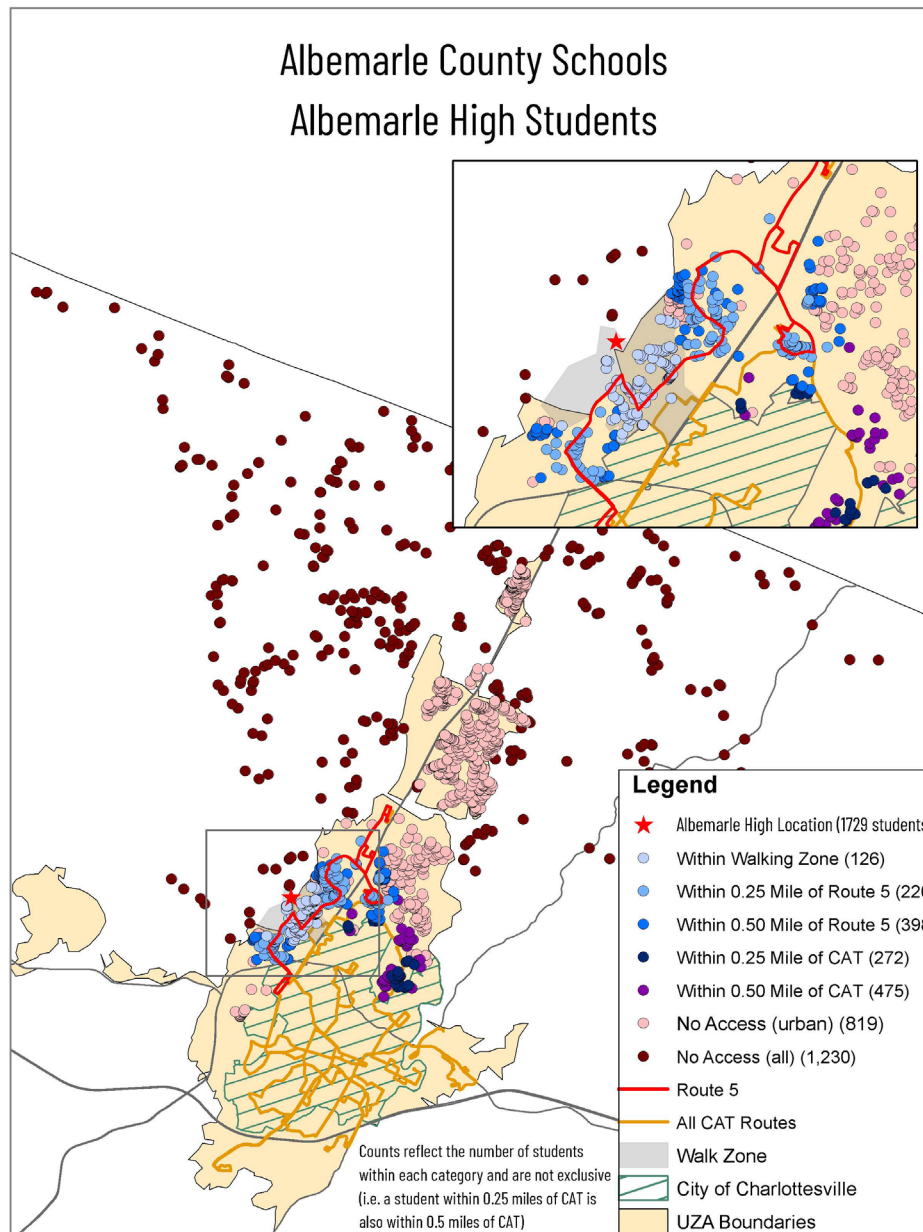 Albemarle County Schools
Albemarle High Students
Legend
Albemarle High Location (1729 students
Within Walking Zone (126)
Within 0.25 Mile of Route 5 (226
Within 0.50 Mile of Route 5 (398
Within 0.25 Mile of CAT (272)
Within 0.50 Mile of CAT (475)
No Access (urban) (819)
No Access (all) (1,230)
Route 5
All CAT Routes
Walk Zone
City of Charlottesville
UZA Boundaries
Counts reflect the number of students
within each category and are not exclusive
(i.e. a student within 0.25 miles of CAT is
also within 0.5 miles of CAT)